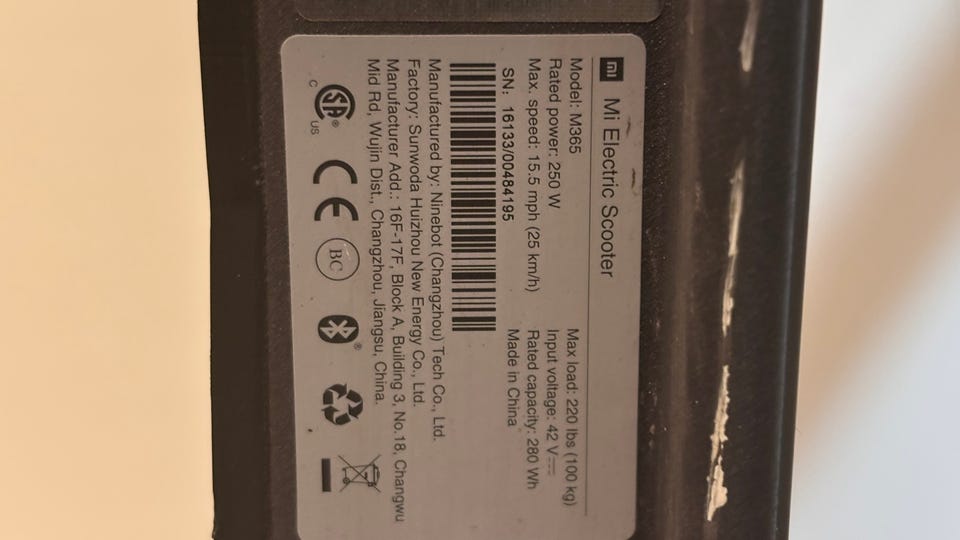 mi Mi Electric Scooter
Model: M365
Rated power: 250 W
Max. speed: 15.5 mph (25 km/h)
SN: 16133/00484195
Max load: 220 lbs (100 kg)
Input voltage: 42 V
Rated capacity: 280 Wh
Made in China
Manufactured by: Ninebot (Changzhou) Tech Co., Ltd.
Factory: Sunwoda Huizhou New Energy Co., Ltd.
Manufacturer Add.: 16F-17F, Block A, Building 3, No.18, Changwu
Mid Rd, Wujin Dist., Changzhou, Jiangsu, China.
C SA ® US CE BC ®